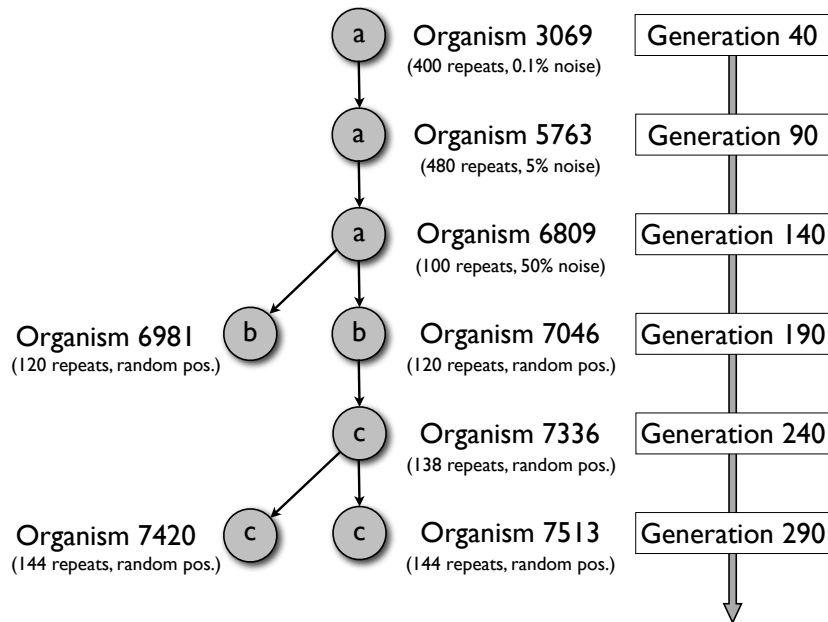 a Organism 3069 Generation 40
(400 repeats, 0.1% noise)
a Organism 5763 Generation 90
(480 repeats, 5% noise)
a Organism 6809 Generation 140
(100 repeats, 50% noise)
Organism 6981 b b Organism 7046 Generation 190
(120 repeats, random pos.) (120 repeats, random pos.)
c Organism 7336 Generation 240
(138 repeats, random pos.)
Organism 7420 c c Organism 7513 Generation 290
(144 repeats, random pos.) (144 repeats, random pos.)